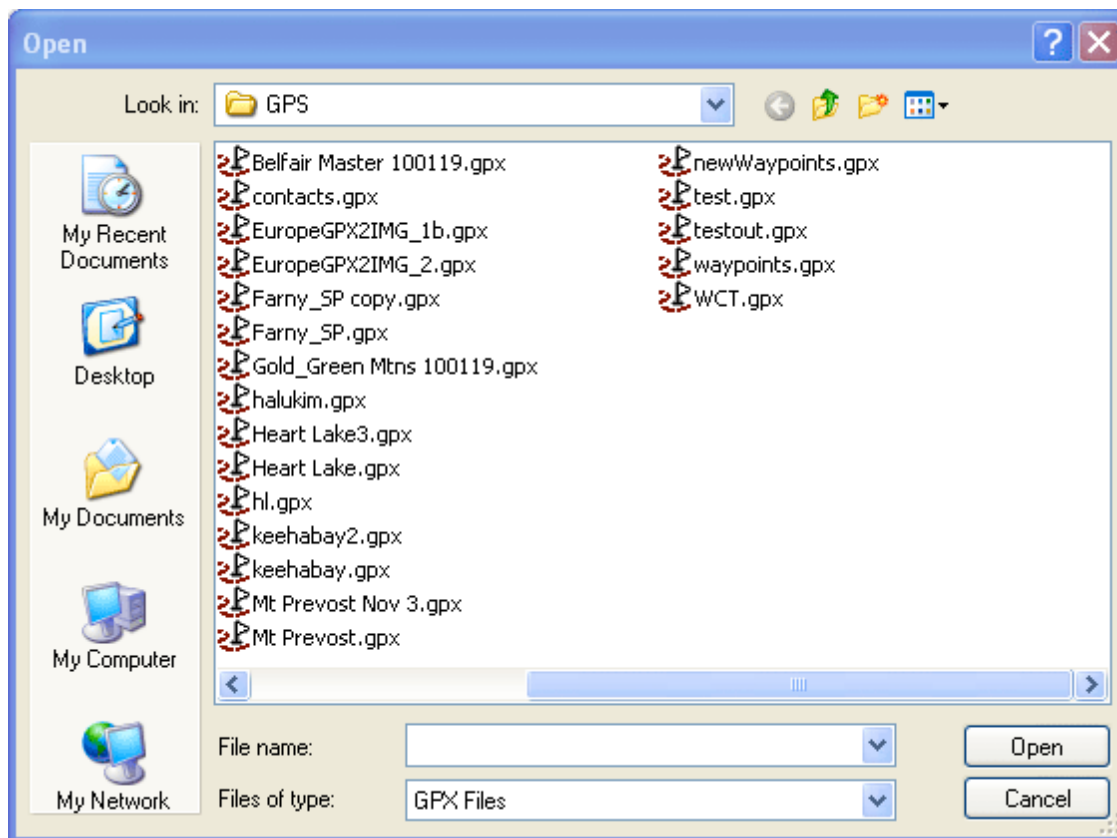 Open
Look in: GPS
My Recent
Documents
Desktop
My Documents
My Computer
My Network
Belfair Master 100119.gpx
contacts.gpx
EuropeGPX2IMG_1b.gpx
EuropeGPX2IMG_2.gpx
Farny_SP copy.gpx
Farny_SP.gpx
Gold_Green Mtns 100119.gpx
halukim.gpx
Heart Lake3.gpx
Heart Lake.gpx
hl.gpx
keehabay2.gpx
keehabay.gpx
Mt Prevost Nov 3.gpx
Mt Prevost.gpx
newWaypoints.gpx
test.gpx
testout.gpx
waypoints.gpx
WCT.gpx
File name:
Open
Files of type: GPX Files
Cancel